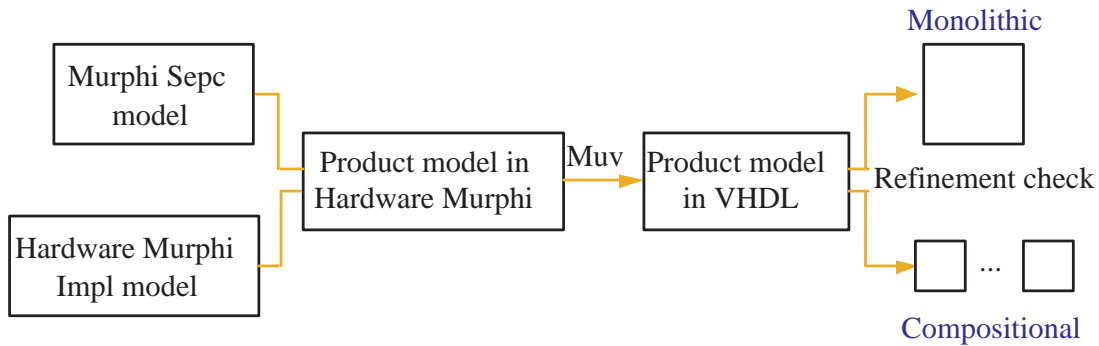 Monolithic
Murphi Sepc
model
Product model in
Hardware Murphi
Muv
Product model
in VHDL
Refinement check
Hardware Murphi
Impl model
...
Compositional